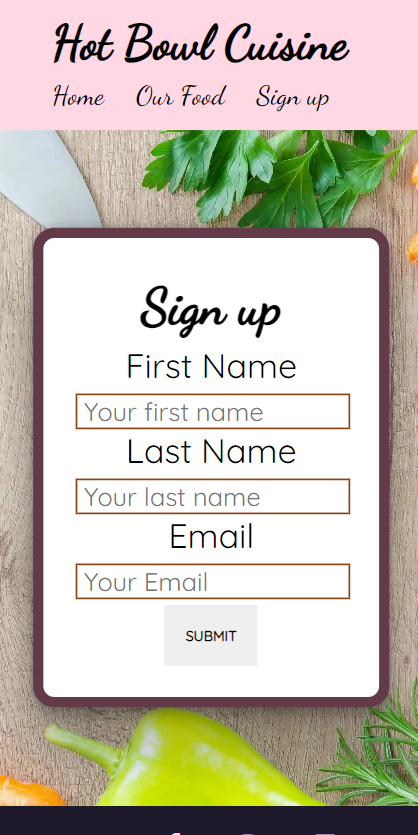 Hot Bowl Cuisine
Home Our Food Sign up
Sign up
First Name
Your first name
Last Name
Your last name
Email
Your Email
SUBMIT